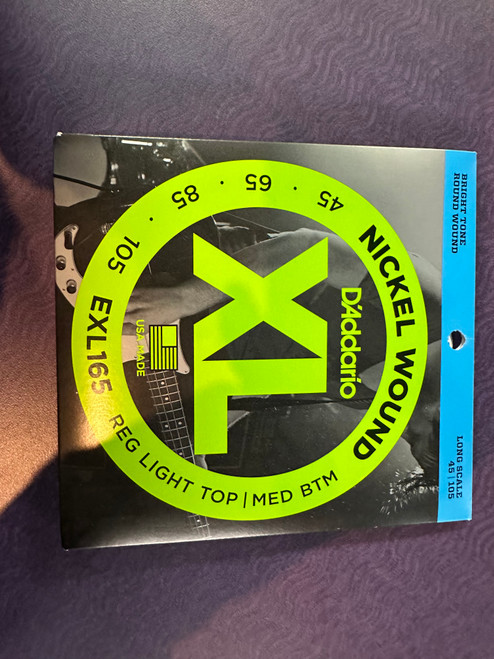 BRIGHT TONE
ROUND WOUND
LONG SCALE
45 | 105
NICKEL WOUND
D'Addario
XL
USA MADE
45 · 65 · 85 · 105
EXL165
REG LIGHT TOP | MED BTM